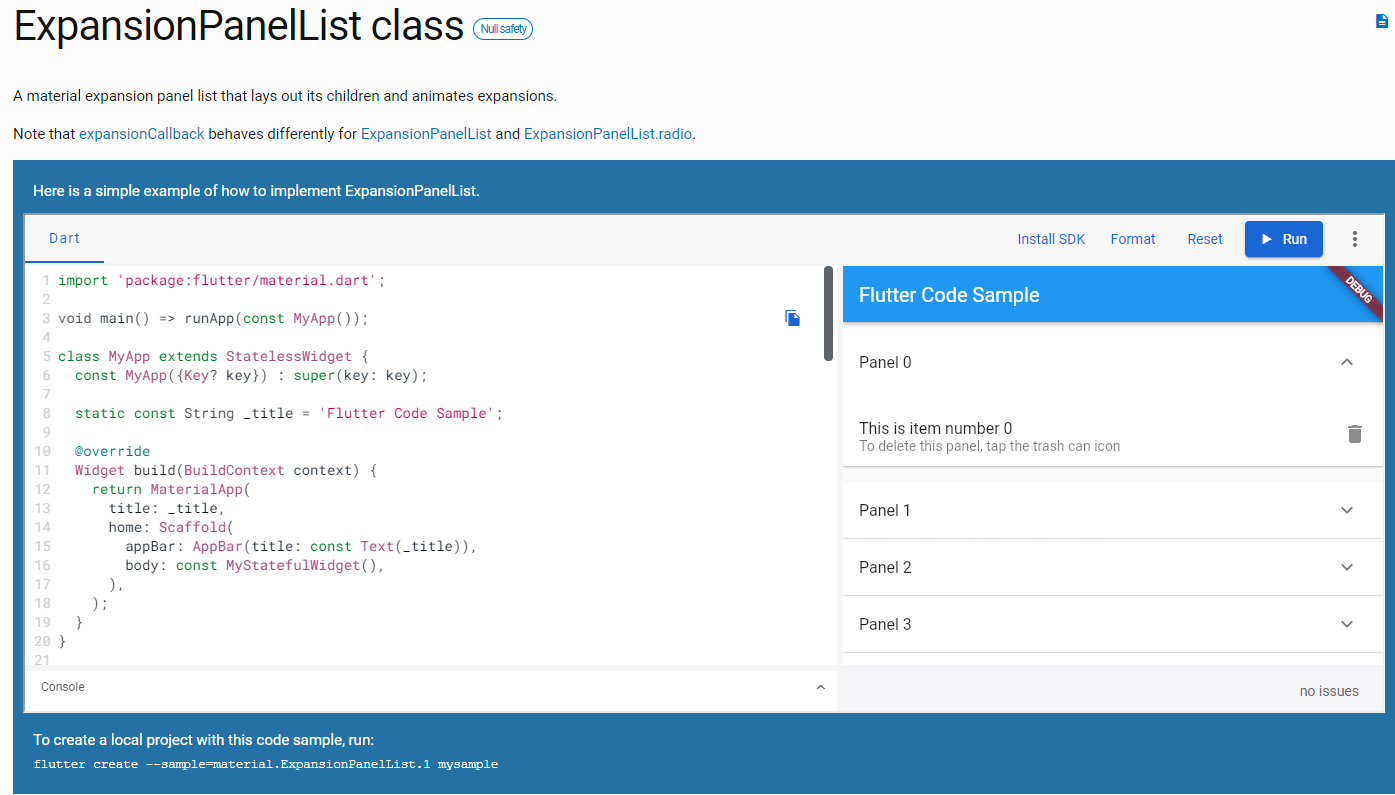 ExpansionPanelList class Null safety
A material expansion panel list that lays out its children and animates expansions.
Note that expansionCallback behaves differently for ExpansionPanelList and ExpansionPanelList.radio.
Here is a simple example of how to implement ExpansionPanelList.
Dart
Install SDK Format Reset Run
1 import 'package:flutter/material.dart';
2
3 void main() => runApp(const MyApp());
4
5 class MyApp extends StatelessWidget {
6   const MyApp({Key? key}) : super(key: key);
7
8   static const String _title = 'Flutter Code Sample';
9
10   @override
11   Widget build(BuildContext context) {
12     return MaterialApp(
13       title: _title,
14       home: Scaffold(
15         appBar: AppBar(title: const Text(_title)),
16         body: const MyStatefulWidget(),
17       ),
18     );
19   }
20 }
21
Console
Flutter Code Sample
DEBUG
Panel 0
This is item number 0
To delete this panel, tap the trash can icon
Panel 1
Panel 2
Panel 3
no issues
To create a local project with this code sample, run:
flutter create --sample=material.ExpansionPanelList.1 mysample